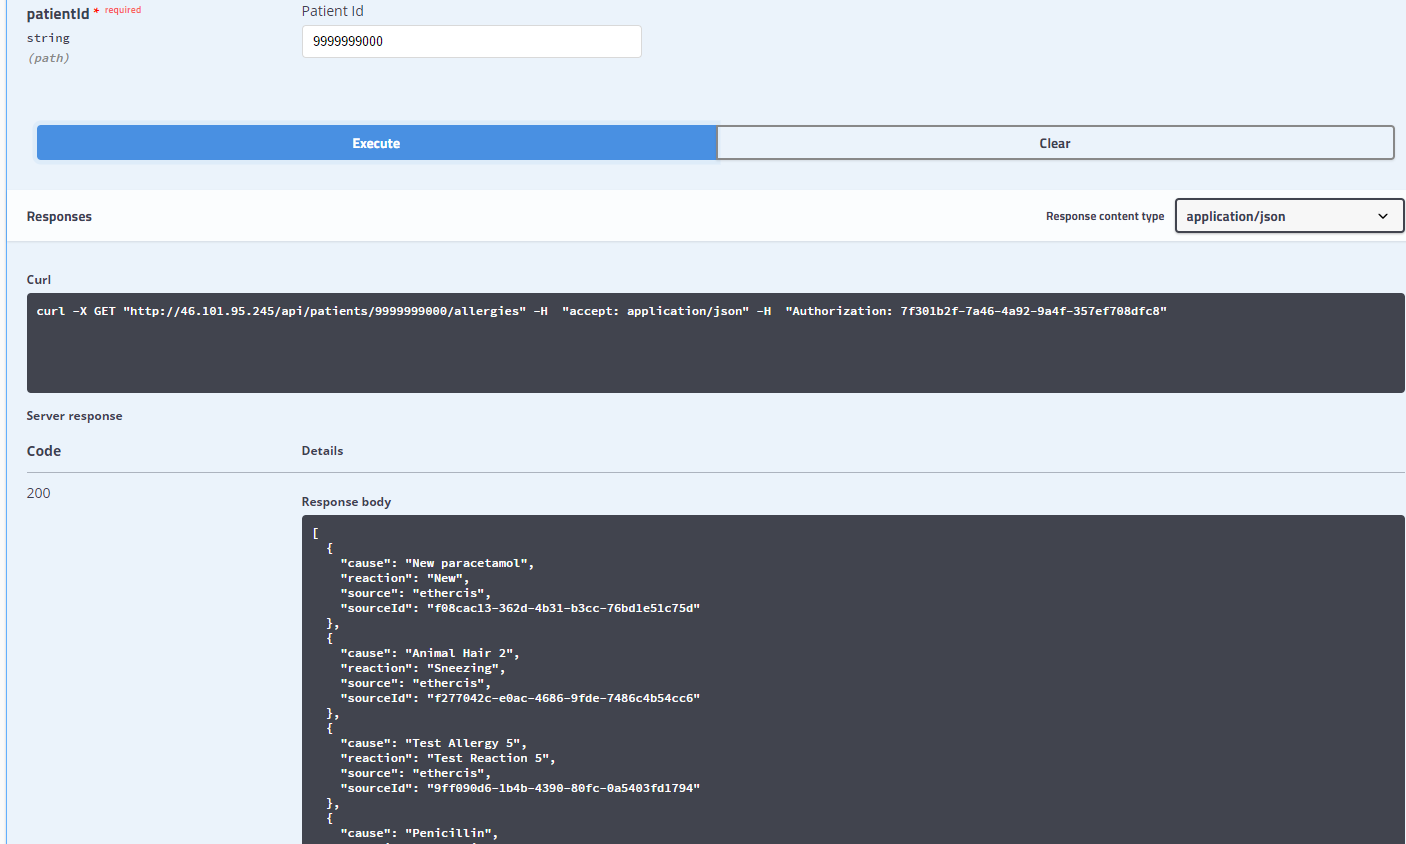 patientId * required
Patient Id
string
9999999000
(path)
Execute
Clear
Responses
Response content type
application/json
Curl
curl -X GET "http://46.101.95.245/api/patients/9999999000/allergies" -H  "accept: application/json" -H  "Authorization: 7f301b2f-7a46-4a92-9a4f-357ef708dfc8"
Server response
Code
Details
200
Response body
[
{
"cause": "New paracetamol",
"reaction": "New",
"source": "ethercis",
"sourceId": "f08cac13-362d-4b31-b3cc-76bd1e51c75d"
},
{
"cause": "Animal Hair 2",
"reaction": "Sneezing",
"source": "ethercis",
"sourceId": "f277042c-e0ac-4686-9fde-7486c4b54cc6"
},
{
"cause": "Test Allergy 5",
"reaction": "Test Reaction 5",
"source": "ethercis",
"sourceId": "9ff090d6-1b4b-4390-80fc-0a5403fd1794"
},
{
"cause": "Penicillin",